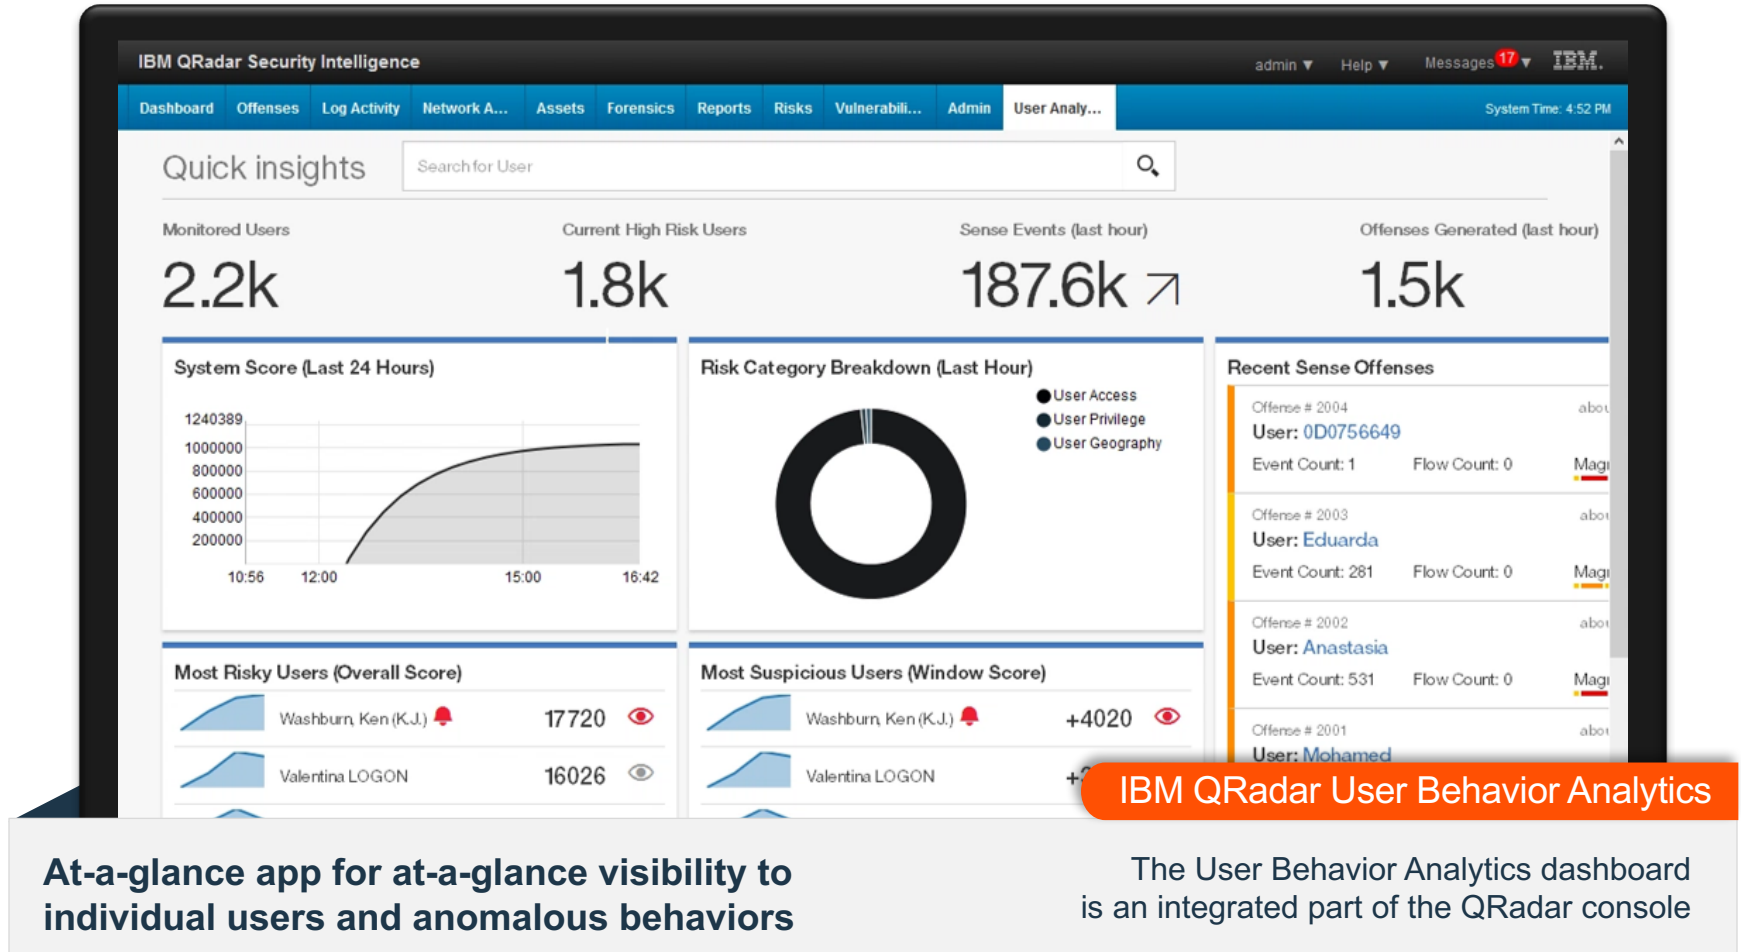 IBM QRadar Security Intelligence
admin Help Messages 17 IBM.
Dashboard Offenses Log Activity Network A... Assets Forensics Reports Risks Vulnerabili... Admin User Analy... System Time: 4:52 PM
Quick insights
Search for User
Monitored Users
2.2k
Current High Risk Users
1.8k
Sense Events (last hour)
187.6k
Offenses Generated (last hour)
1.5k
System Score (Last 24 Hours)
1240389
1000000
800000
600000
400000
200000
10:56 12:00 15:00 16:42
Risk Category Breakdown (Last Hour)
User Access
User Privilege
User Geography
Recent Sense Offenses
Offense # 2004 abou
User: 0D0756649
Event Count: 1 Flow Count: 0 Magn
Offense # 2003 abou
User: Eduarda
Event Count: 281 Flow Count: 0 Magn
Offense # 2002 abou
User: Anastasia
Event Count: 531 Flow Count: 0 Magn
Offense # 2001 abou
User: Mohamed
Most Risky Users (Overall Score)
Washburn, Ken (K.J.) 17720
Valentina LOGON 16026
Most Suspicious Users (Window Score)
Washburn, Ken (K.J.) +4020
Valentina LOGON
IBM QRadar User Behavior Analytics
At-a-glance app for at-a-glance visibility to
individual users and anomalous behaviors
The User Behavior Analytics dashboard
is an integrated part of the QRadar console